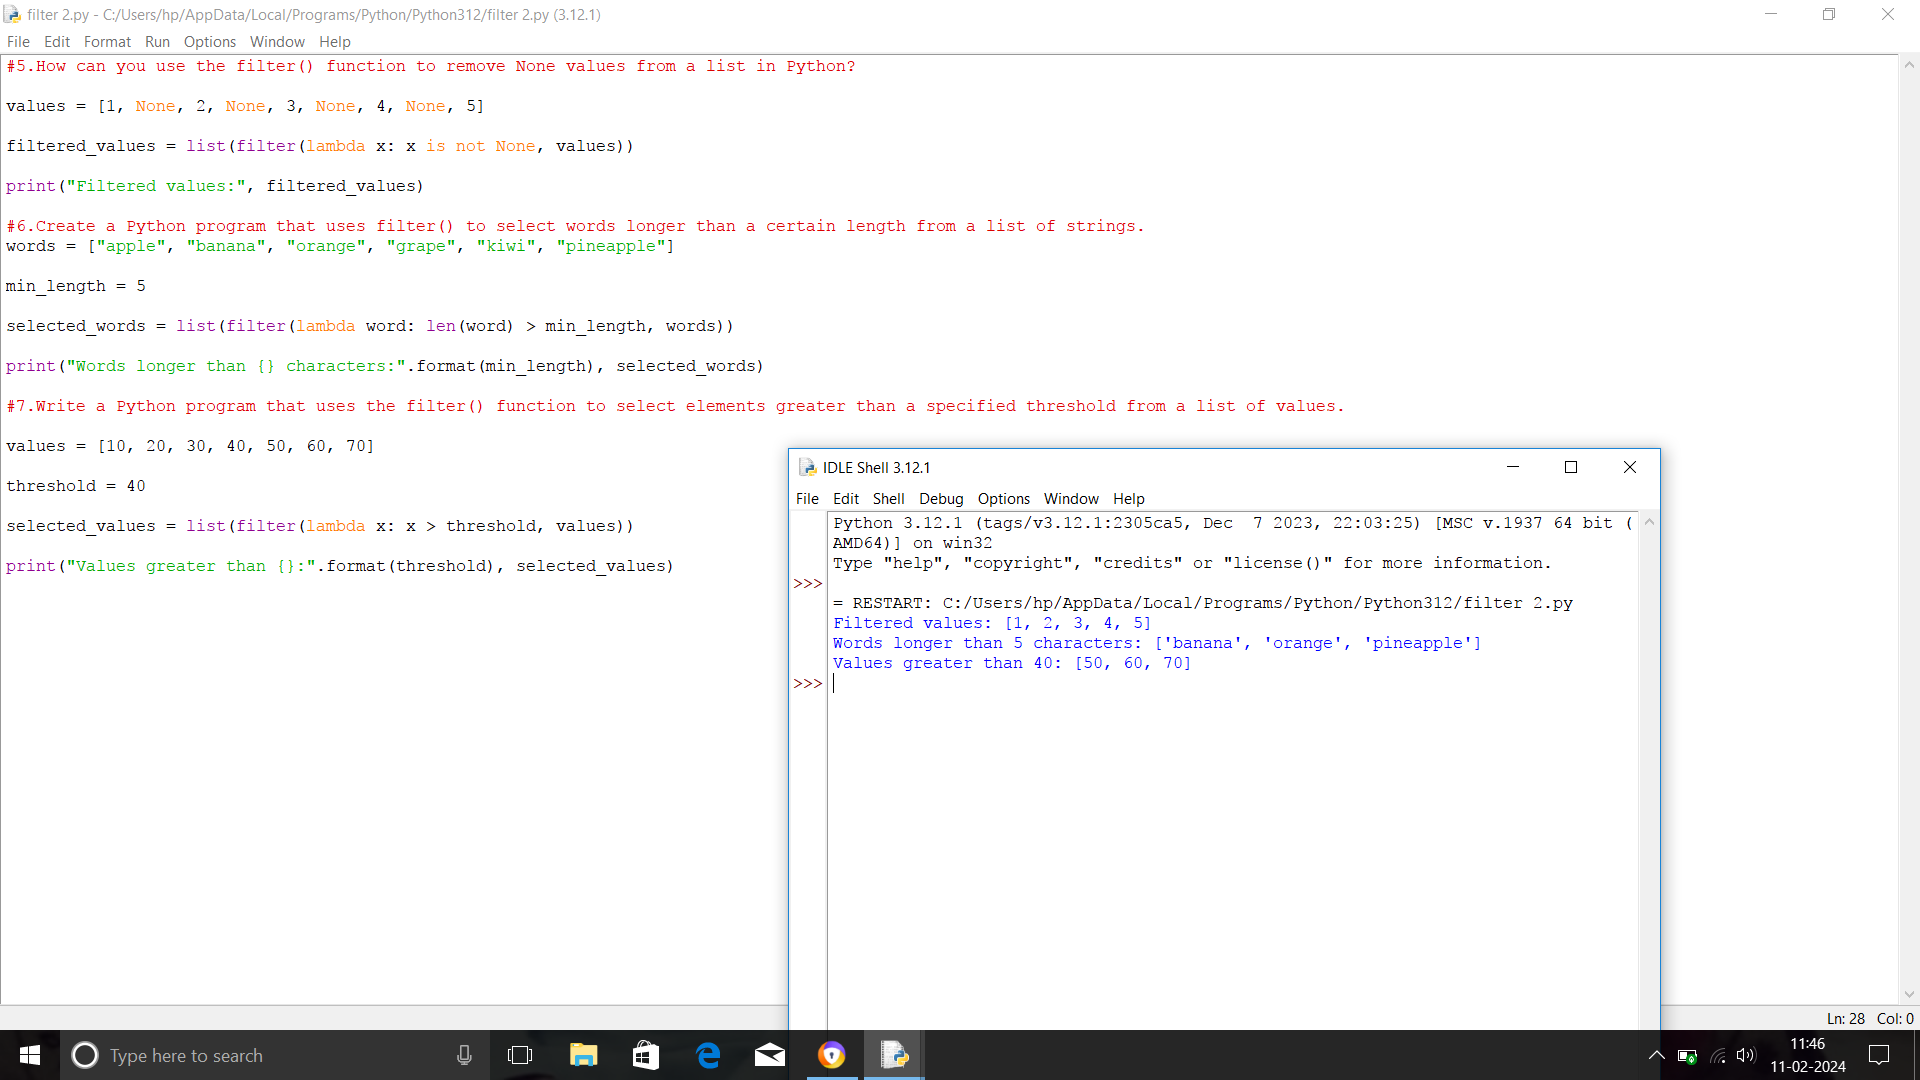 filter 2.py - C:/Users/hp/AppData/Local/Programs/Python/Python312/filter 2.py (3.12.1)
File Edit Format Run Options Window Help
#5.How can you use the filter() function to remove None values from a list in Python?
values = [1, None, 2, None, 3, None, 4, None, 5]
filtered_values = list(filter(lambda x: x is not None, values))
print("Filtered values:", filtered_values)
#6.Create a Python program that uses filter() to select words longer than a certain length from a list of strings.
words = ["apple", "banana", "orange", "grape", "kiwi", "pineapple"]
min_length = 5
selected_words = list(filter(lambda word: len(word) > min_length, words))
print("Words longer than {} characters:".format(min_length), selected_words)
#7.Write a Python program that uses the filter() function to select elements greater than a specified threshold from a list of values.
values = [10, 20, 30, 40, 50, 60, 70]
threshold = 40
selected_values = list(filter(lambda x: x > threshold, values))
print("Values greater than {}:".format(threshold), selected_values)
IDLE Shell 3.12.1
File Edit Shell Debug Options Window Help
Python 3.12.1 (tags/v3.12.1:2305ca5, Dec  7 2023, 22:03:25) [MSC v.1937 64 bit (
AMD64)] on win32
Type "help", "copyright", "credits" or "license()" for more information.
>>>
= RESTART: C:/Users/hp/AppData/Local/Programs/Python/Python312/filter 2.py
Filtered values: [1, 2, 3, 4, 5]
Words longer than 5 characters: ['banana', 'orange', 'pineapple']
Values greater than 40: [50, 60, 70]
>>>
Ln: 28 Col: 0
Type here to search
11:46
11-02-2024